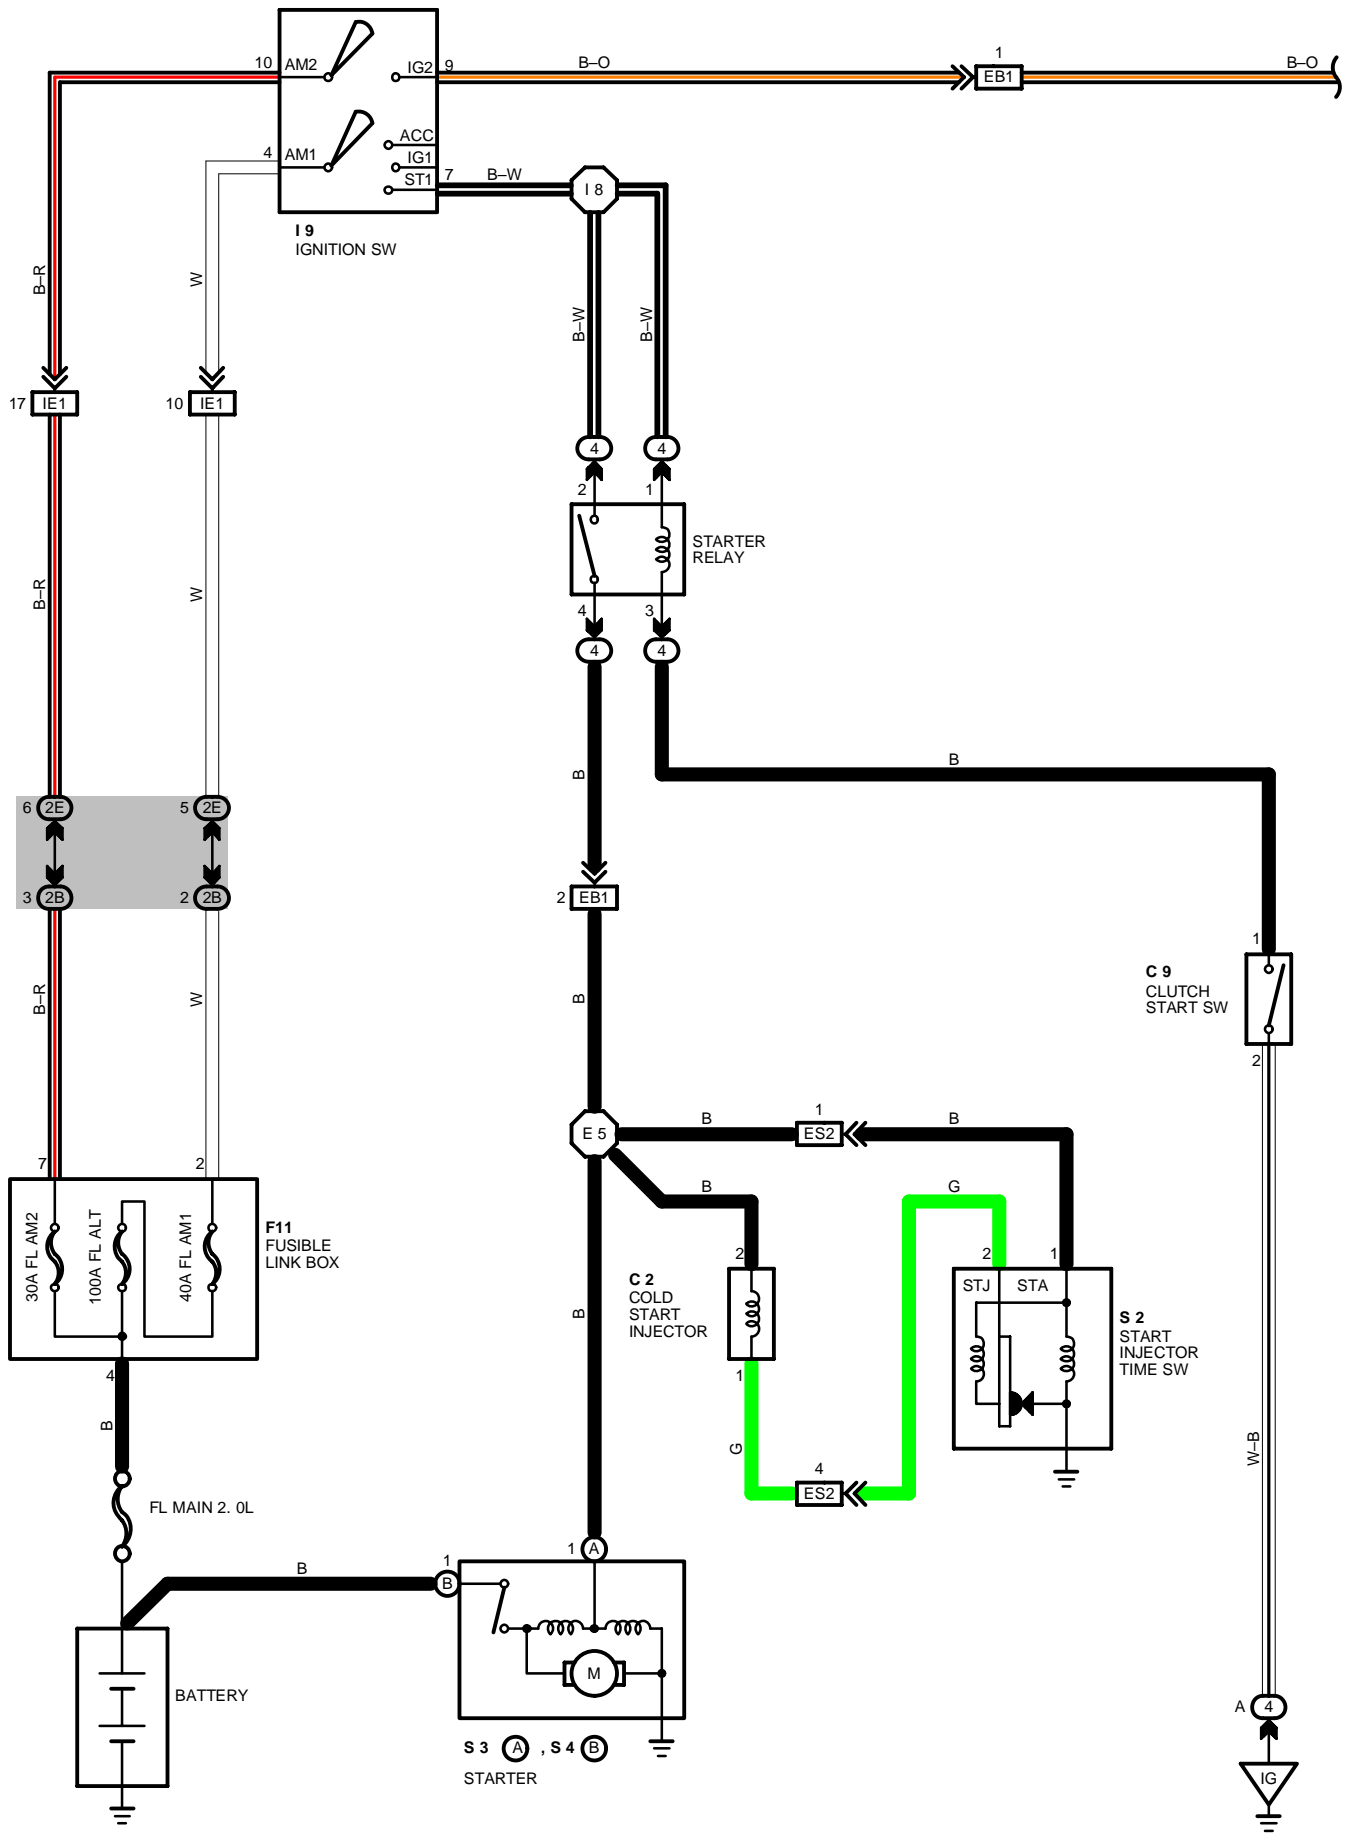 1
B–O
B–O
10
AM2
IG2
9
EB1
ACC
4
AM1
IG1
ST1
7
B–W
I 8
I 9
IGNITION SW
B–R
W
B–W
B–W
17
IE1
10
IE1
4
4
2
1
STARTER
RELAY
B–R
W
4
3
4
4
B
B
6
2E
5
2E
3
2B
2
2B
2
EB1
1
C 9
CLUTCH
START SW
B–R
W
B
2
1
B
B
E 5
ES2
7
2
B
G
30A FL AM2
100A FL ALT
40A FL AM1
F11
FUSIBLE
LINK BOX
2
2
1
C 2
COLD
START
INJECTOR
STJ
STA
S 2
START
INJECTOR
TIME SW
B
4
1
B
G
W–B
4
ES2
FL MAIN 2. 0L
1
A
B
1
B
M
BATTERY
A
4
S 3
A
, S 4
B
STARTER
IG